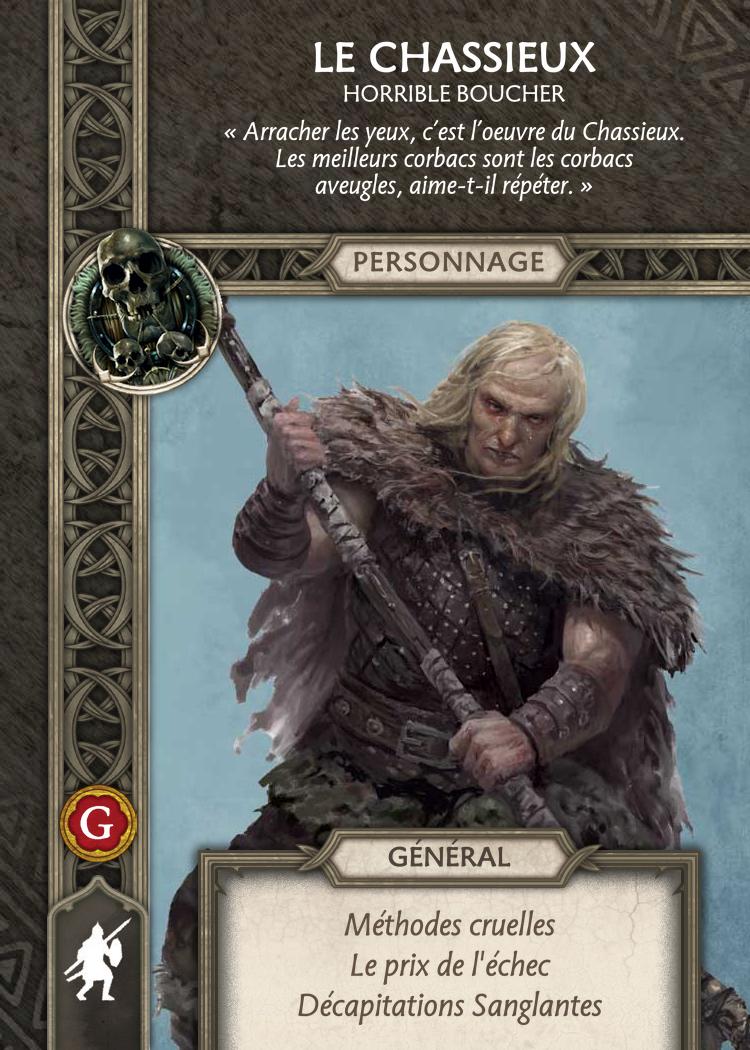 LE CHASSIEUX
HORRIBLE BOUCHER
« Arracher les yeux, c’est l’oeuvre du Chassieux.
Les meilleurs corbacs sont les corbacs
aveugles, aime-t-il répéter. »
PERSONNAGE
G
GÉNÉRAL
Méthodes cruelles
Le prix de l'échec
Décapitations Sanglantes